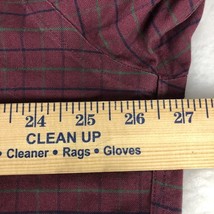 24 25 26 27
CLEAN UP
• Cleaner • Rags • Gloves